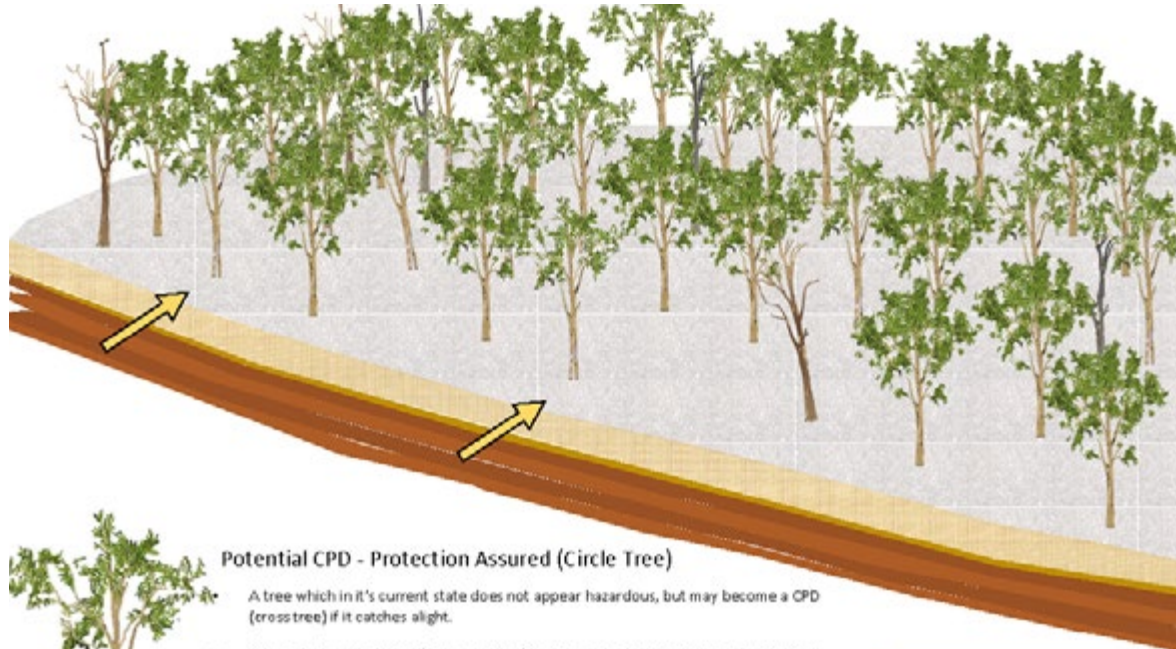 Potential CPD - Protection Assured (Circle Tree)
• A tree which in it's current state does not appear hazardous, but may become a CPD
(cross tree) if it catches alight.